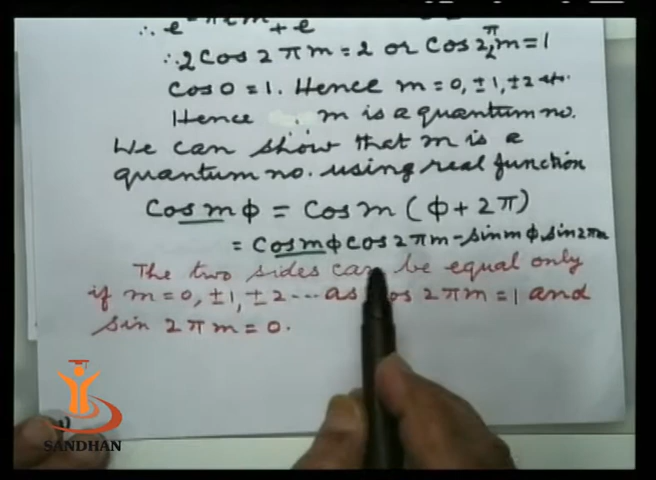 ∴ e^-2πim + e
∴ 2 Cos 2πm = 2 or Cos 2πm = 1
Cos 0 = 1. Hence m = 0, ±1, ±2 etc.
Hence m is a quantum no.
We can show that m is a
quantum no. using real function
Cos mϕ = Cos m (ϕ + 2π)
= Cos mϕ Cos 2πm - sin mϕ . sin 2πm
The two sides can be equal only
if m = 0, ±1, ±2 ... as Cos 2πm = 1 and
sin 2πm = 0.
SANDHAN